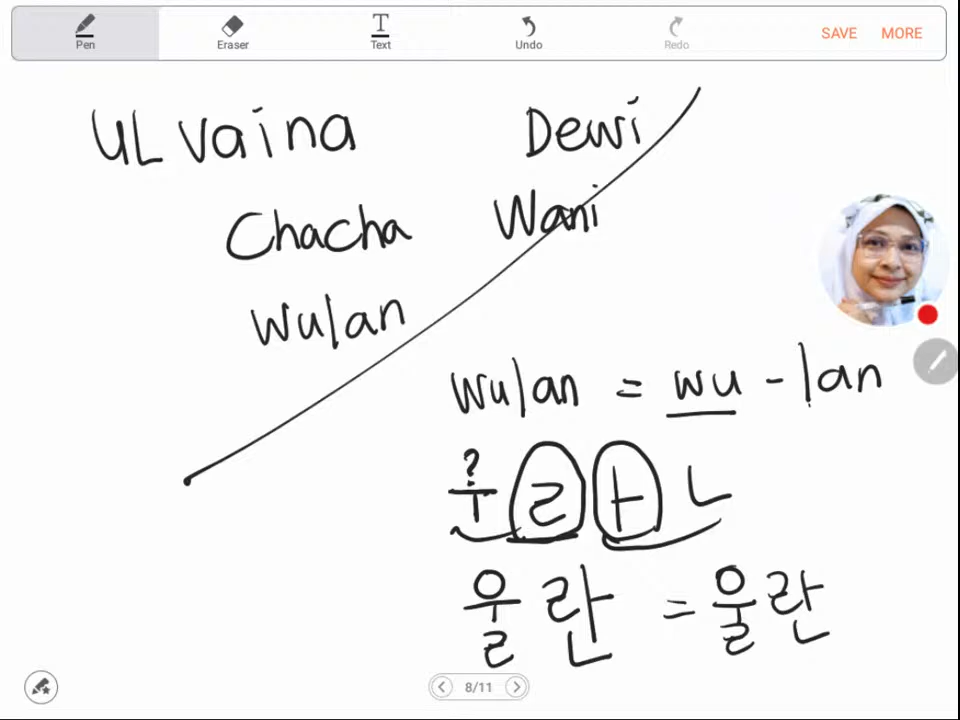 Pen Eraser Text Undo Redo SAVE MORE
ULvaina Dewi
Chacha Wani
Wulan
wulan = wu - lan
?
ㅜ ㄹ ㅏ ㄴ
울란 = 울란
8/11